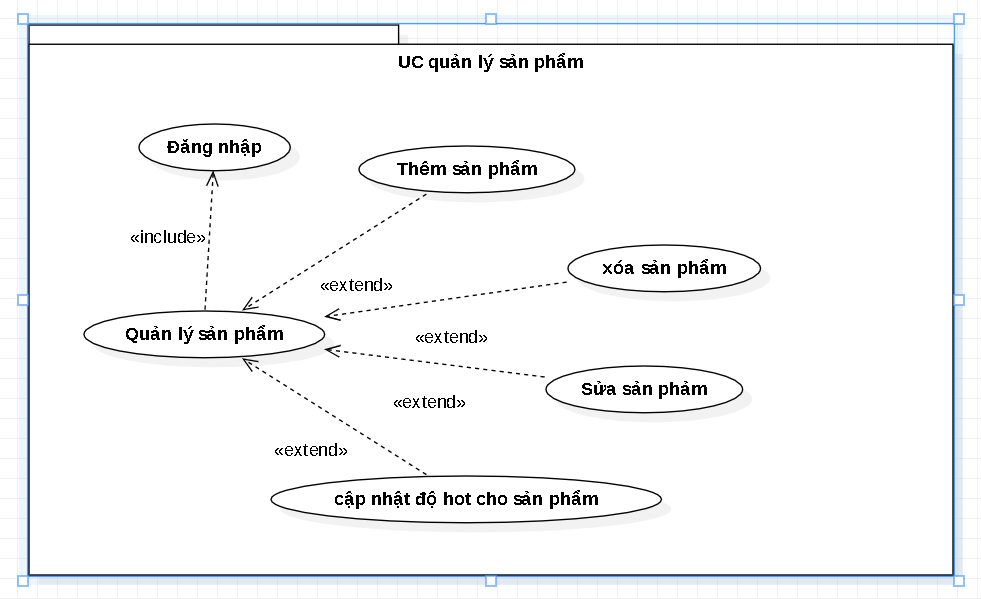 UC quản lý sản phẩm
Đăng nhập
Thêm sản phẩm
«include»
xóa sản phẩm
«extend»
Quản lý sản phẩm
«extend»
Sửa sản phảm
«extend»
«extend»
cập nhật độ hot cho sản phẩm